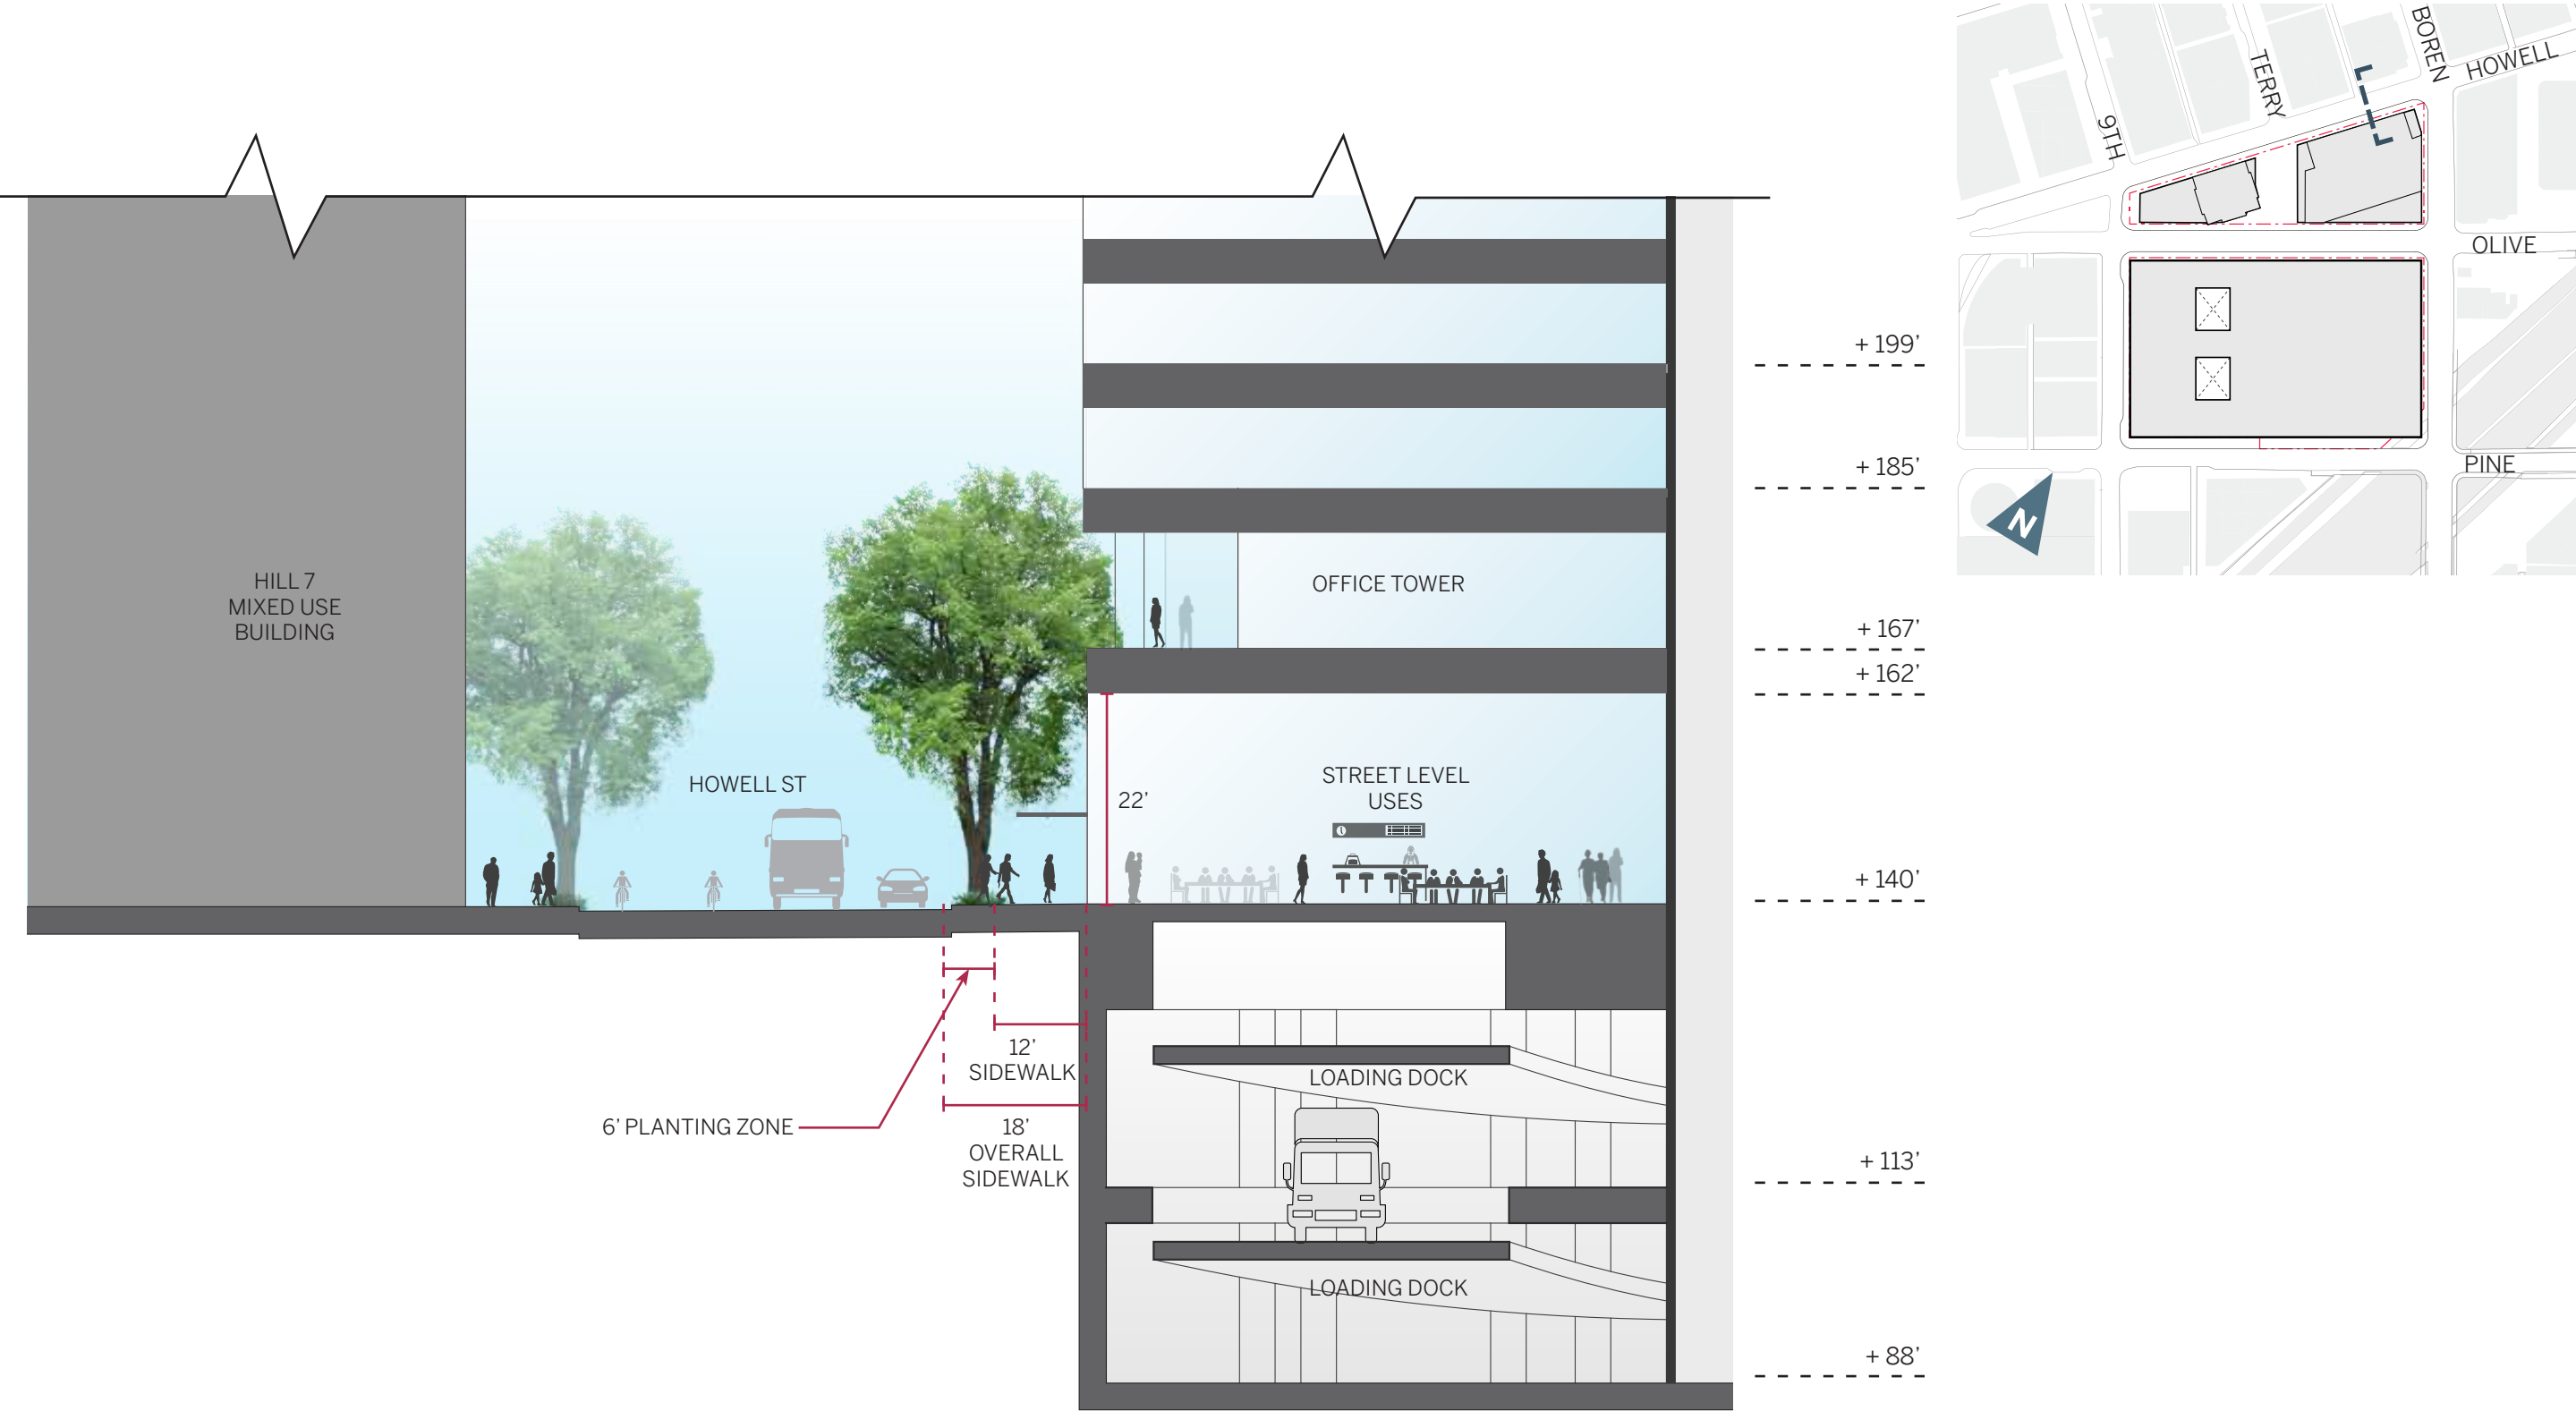 HILL 7
MIXED USE
BUILDING
HOWELL ST
OFFICE TOWER
22’
STREET LEVEL
USES
12’
SIDEWALK
6’ PLANTING ZONE
18’
OVERALL
SIDEWALK
LOADING DOCK
LOADING DOCK
+ 199’
+ 185’
+ 167’
+ 162’
+ 140’
+ 113’
+ 88’
9TH
TERRY
BOREN
HOWELL
OLIVE
PINE
N